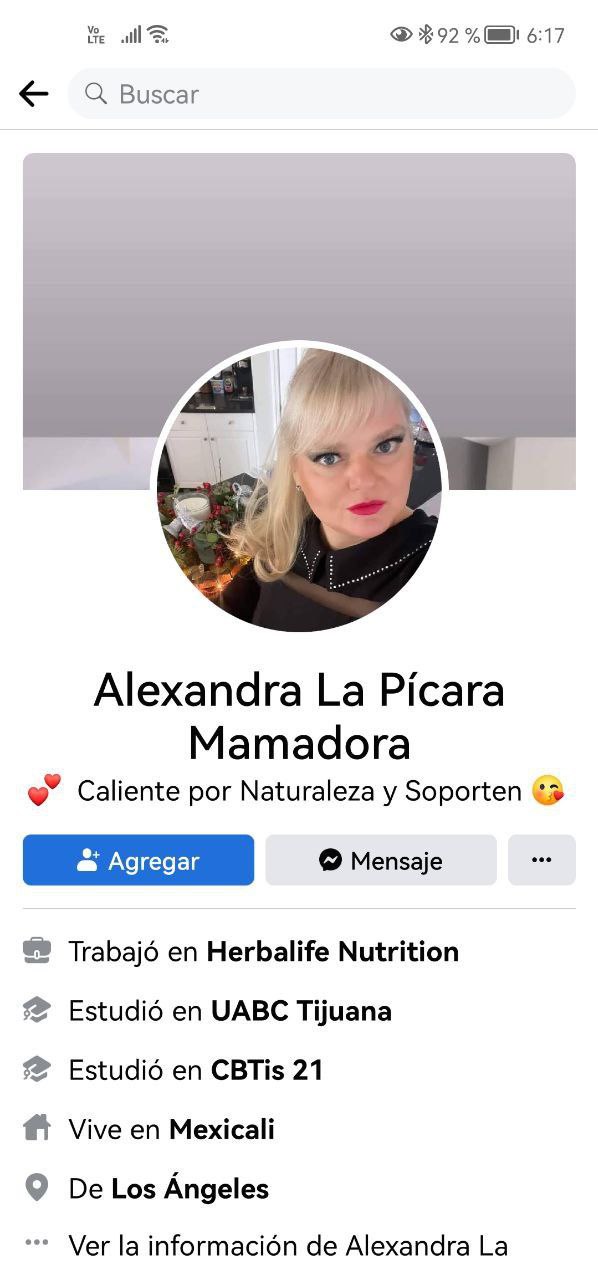 Vo
LTE
92 %
6:17
Buscar
Alexandra La Pícara
Mamadora
💕 Caliente por Naturaleza y Soporten 😘
Agregar
Mensaje
Trabajó en Herbalife Nutrition
Estudió en UABC Tijuana
Estudió en CBTis 21
Vive en Mexicali
De Los Ángeles
Ver la información de Alexandra La